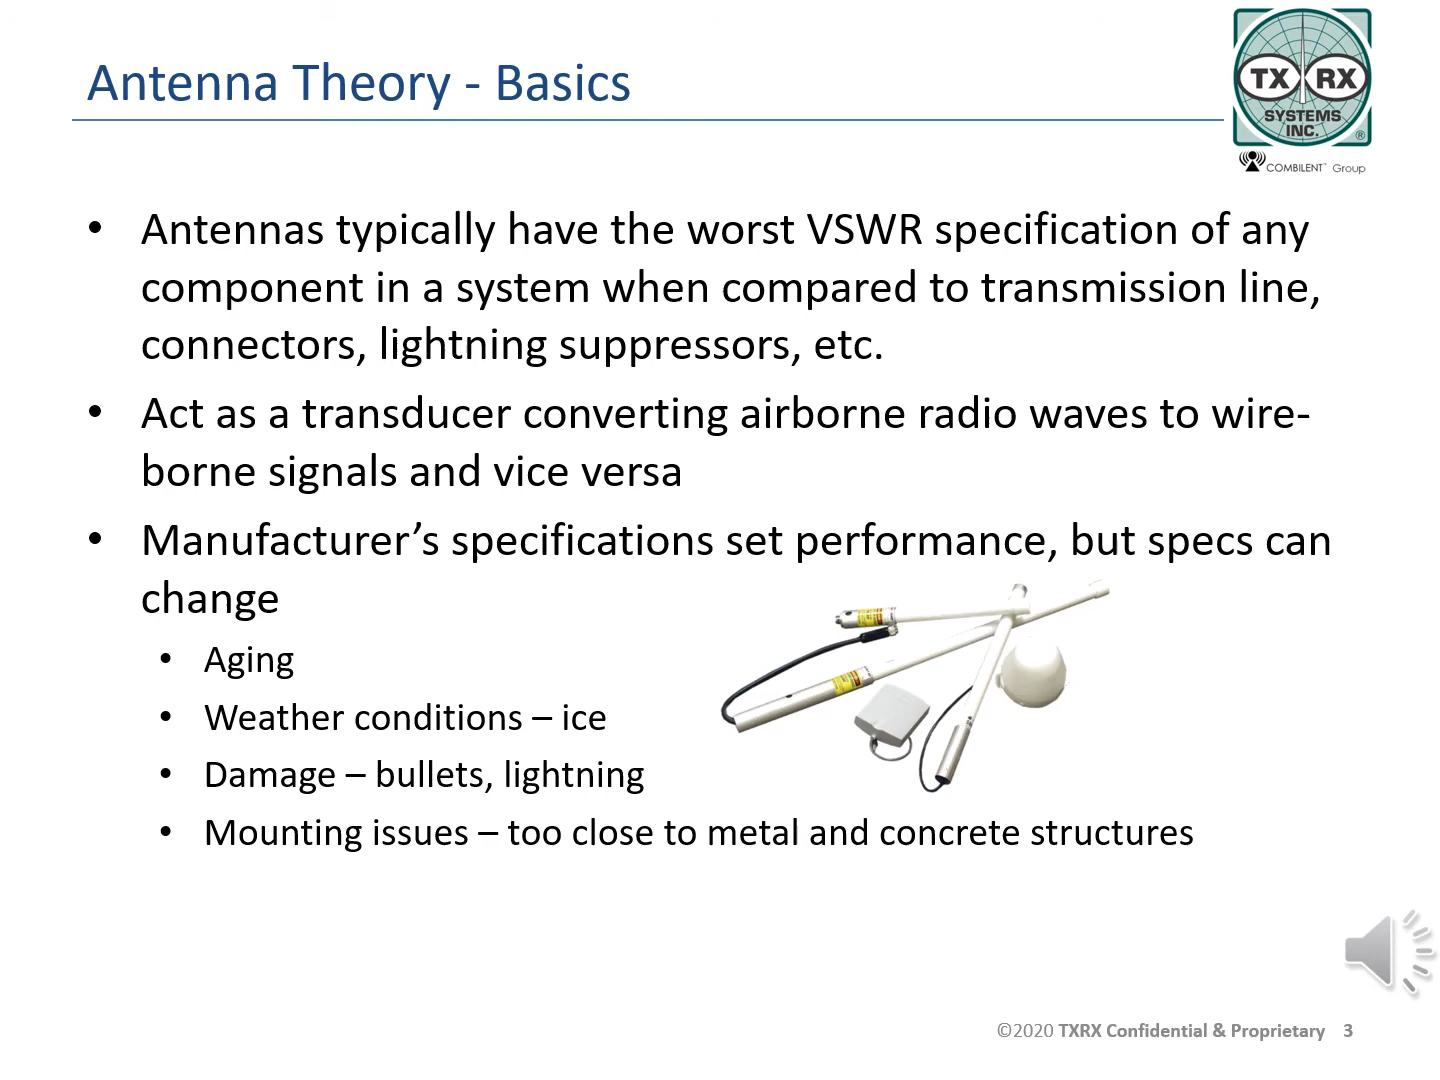 Antenna Theory - Basics
TX RX
SYSTEMS
INC.
®
COMBILENT™ Group
• Antennas typically have the worst VSWR specification of any
component in a system when compared to transmission line,
connectors, lightning suppressors, etc.
• Act as a transducer converting airborne radio waves to wire-
borne signals and vice versa
• Manufacturer’s specifications set performance, but specs can
change
• Aging
• Weather conditions – ice
• Damage – bullets, lightning
• Mounting issues – too close to metal and concrete structures
©2020 TXRX Confidential & Proprietary 3